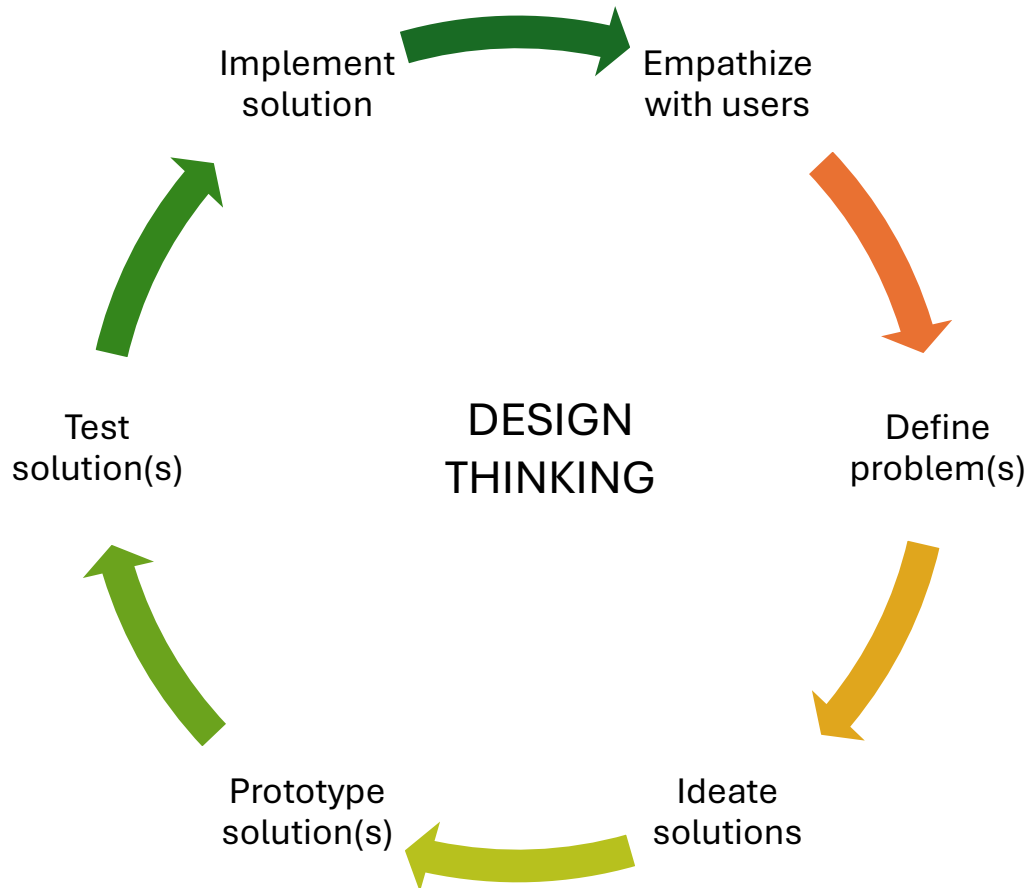 Implement
solution
Empathize
with users
Define
problem(s)
Ideate
solutions
Prototype
solution(s)
Test
solution(s)
DESIGN
THINKING